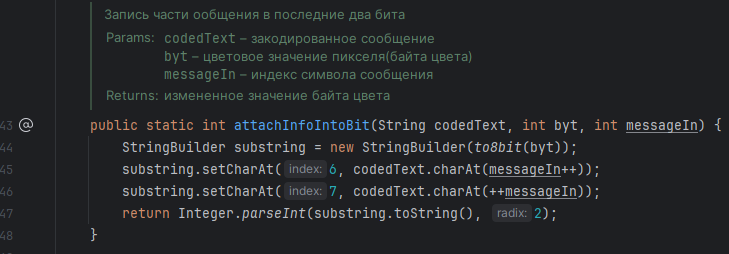 Запись части ообщения в последние два бита
Params: codedText – закодированное сообщение
byt – цветовое значение пикселя(байта цвета)
messageIn – индекс символа сообщения
Returns: измененное значение байта цвета
43 @ public static int attachInfoIntoBit(String codedText, int byt, int messageIn) {
44 StringBuilder substring = new StringBuilder(to8bit(byt));
45 substring.setCharAt( index: 6, codedText.charAt(messageIn++));
46 substring.setCharAt( index: 7, codedText.charAt(++messageIn));
47 return Integer.parseInt(substring.toString(), radix: 2);
48 }